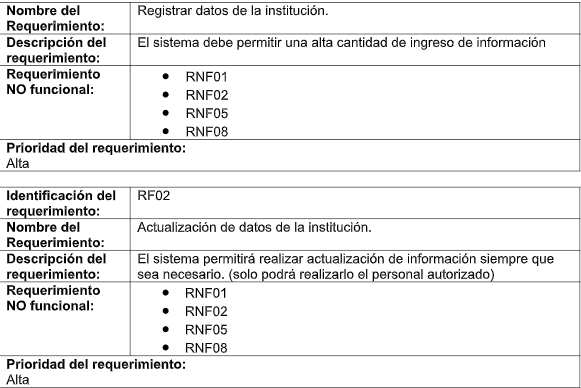 Nombre del Registrar datos de la institución.
Requerimiento:
Descripción del El sistema debe permitir una alta cantidad de ingreso de información
requerimiento:
Requerimiento
NO funcional:
• RNF01
• RNF02
• RNF05
• RNF08
Prioridad del requerimiento:
Alta
Identificación del RF02
requerimiento:
Nombre del Actualización de datos de la institución.
Requerimiento:
Descripción del El sistema permitirá realizar actualización de información siempre que
requerimiento: sea necesario. (solo podrá realizarlo el personal autorizado)
Requerimiento
NO funcional:
• RNF01
• RNF02
• RNF05
• RNF08
Prioridad del requerimiento:
Alta